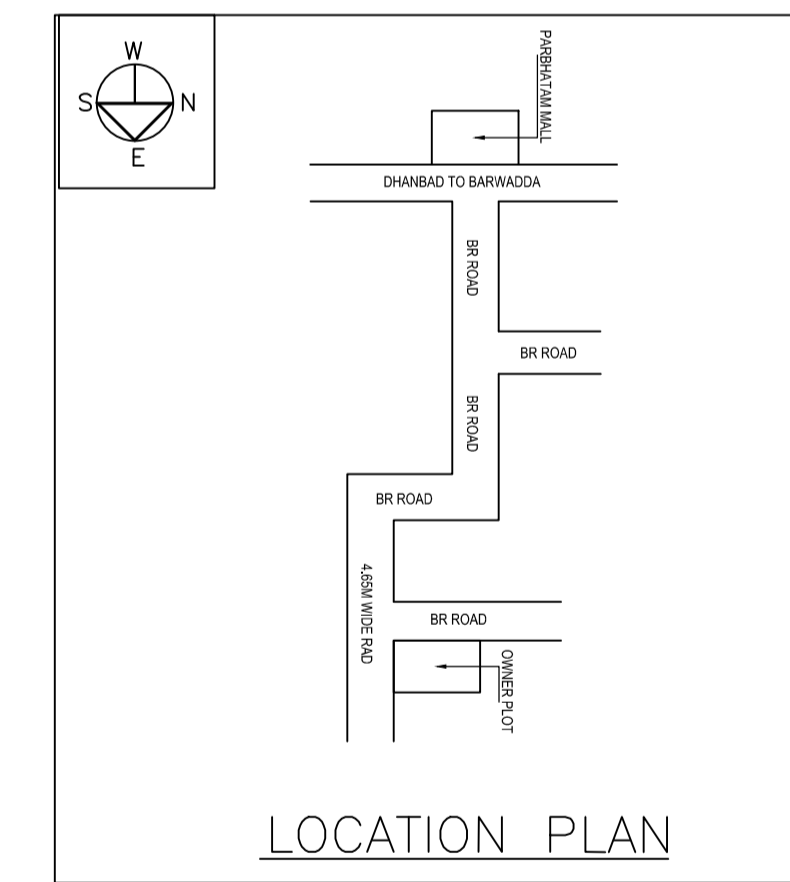 W
S N
E
PARBHATAM MALL
DHANBAD TO BARWADDA
BR ROAD
BR ROAD
BR ROAD
BR ROAD
4.65M WIDE RAD
BR ROAD
OWNER PLOT
LOCATION PLAN